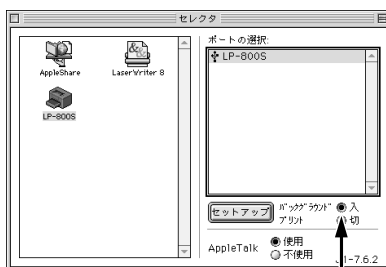 セレクタ
AppleShare
LaserWriter 8
LP-800S
ポートの選択:
LP-800S
セットアップ
バックグラウンド
プリント
入
切
AppleTalk
使用
不使用
J1-7.6.2